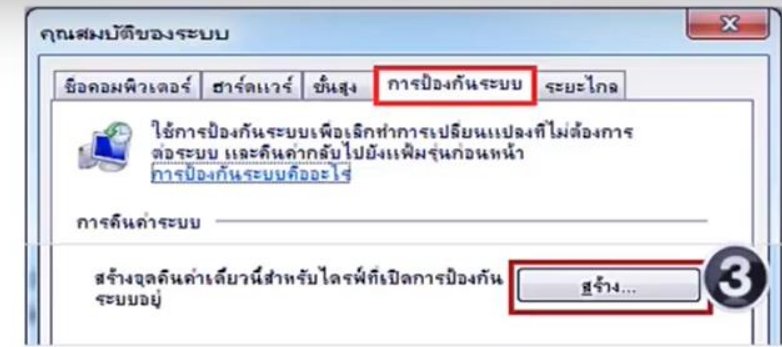 คุณสมบัติของระบบ
ชื่อคอมพิวเตอร์ ฮาร์ดแวร์ ขั้นสูง การป้องกันระบบ ระยะไกล
ใช้การป้องกันระบบเพื่อเลิกทำการเปลี่ยนแปลงที่ไม่ต้องการ
ต่อระบบ และคืนค่ากลับไปยังแฟ้มรุ่นก่อนหน้า
การป้องกันระบบคืออะไร
การคืนค่าระบบ
สร้างจุดคืนค่าเดี๋ยวนี้สำหรับไดรฟ์ที่เปิดการป้องกัน
ระบบอยู่
สร้าง...
3